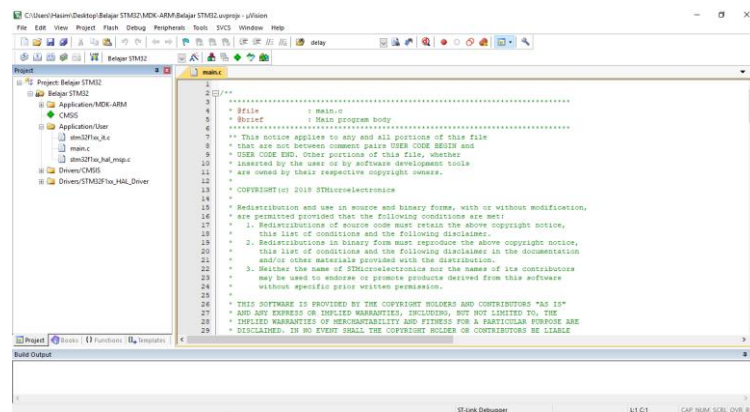 C:\Users\Hasim\Desktop\Belajar STM32\MDK-ARM\Belajar STM32.uvprojx - µVision
File Edit View Project Flash Debug Peripherals Tools SVCS Window Help
delay
Belajar STM32
Project
main.c
Project: Belajar STM32
Belajar STM32
Application/MDK-ARM
CMSIS
Application/User
stm32f1xx_it.c
main.c
stm32f1xx_hal_msp.c
Drivers/CMSIS
Drivers/STM32F1xx_HAL_Driver
1
2 /**
3 ******************************************************************************
4 * @file : main.c
5 * @brief : Main program body
6 ******************************************************************************
7 ** This notice applies to any and all portions of this file
8 * that are not between comment pairs USER CODE BEGIN and
9 * USER CODE END. Other portions of this file, whether
10 * inserted by the user or by software development tools
11 * are owned by their respective copyright owners.
12 *
13 * COPYRIGHT(c) 2019 STMicroelectronics
14 *
15 * Redistribution and use in source and binary forms, with or without modification,
16 * are permitted provided that the following conditions are met:
17 * 1. Redistributions of source code must retain the above copyright notice,
18 * this list of conditions and the following disclaimer.
19 * 2. Redistributions in binary form must reproduce the above copyright notice,
20 * this list of conditions and the following disclaimer in the documentation
21 * and/or other materials provided with the distribution.
22 * 3. Neither the name of STMicroelectronics nor the names of its contributors
23 * may be used to endorse or promote products derived from this software
24 * without specific prior written permission.
25 *
26 * THIS SOFTWARE IS PROVIDED BY THE COPYRIGHT HOLDERS AND CONTRIBUTORS "AS IS"
27 * AND ANY EXPRESS OR IMPLIED WARRANTIES, INCLUDING, BUT NOT LIMITED TO, THE
28 * IMPLIED WARRANTIES OF MERCHANTABILITY AND FITNESS FOR A PARTICULAR PURPOSE ARE
29 * DISCLAIMED. IN NO EVENT SHALL THE COPYRIGHT HOLDER OR CONTRIBUTORS BE LIABLE
Project Books {} Functions 0 Templates
Build Output
ST-Link Debugger L:1 C:1 CAP NUM SCRL OVR R